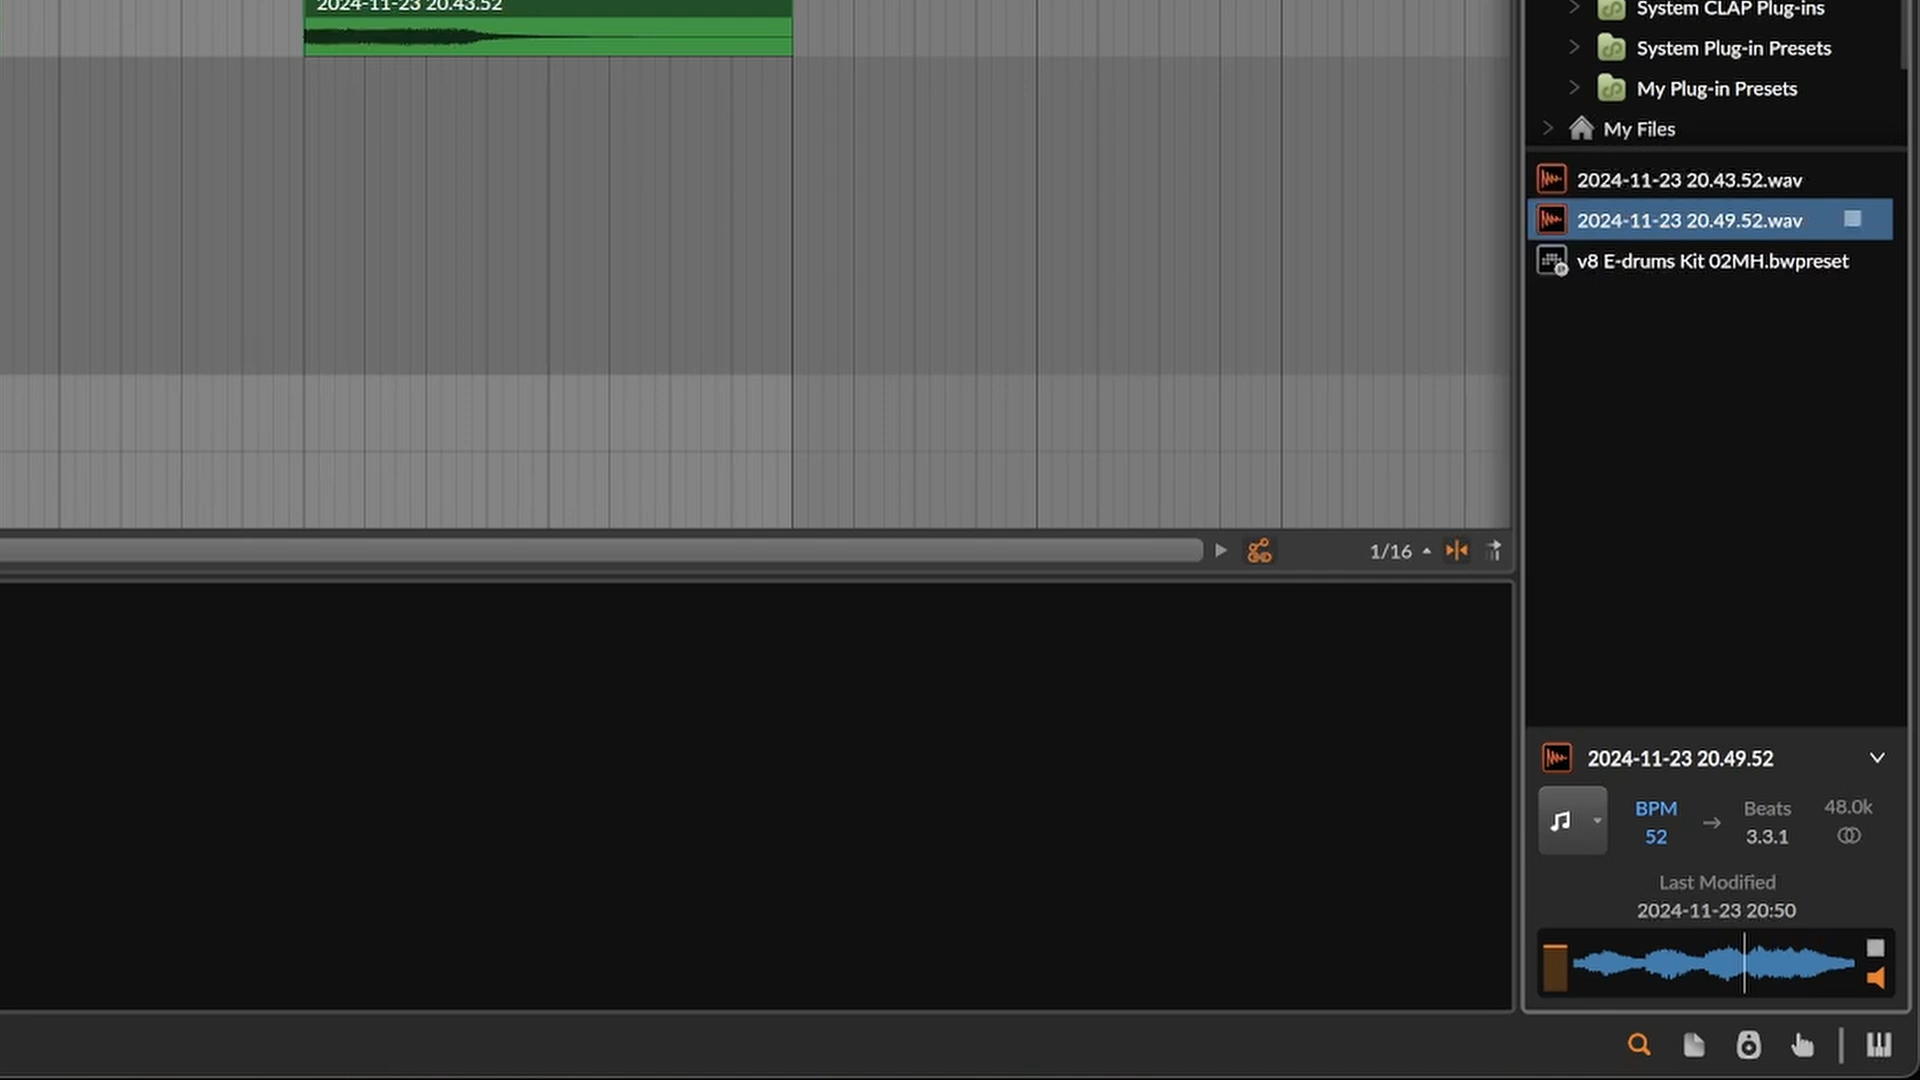 2024-11-23 20.43.52
System CLAP Plug-ins
System Plug-in Presets
My Plug-in Presets
My Files
2024-11-23 20.43.52.wav
2024-11-23 20.49.52.wav
v8 E-drums Kit 02MH.bwpreset
1/16
2024-11-23 20.49.52
BPM Beats 48.0k
52 → 3.3.1
Last Modified
2024-11-23 20:50